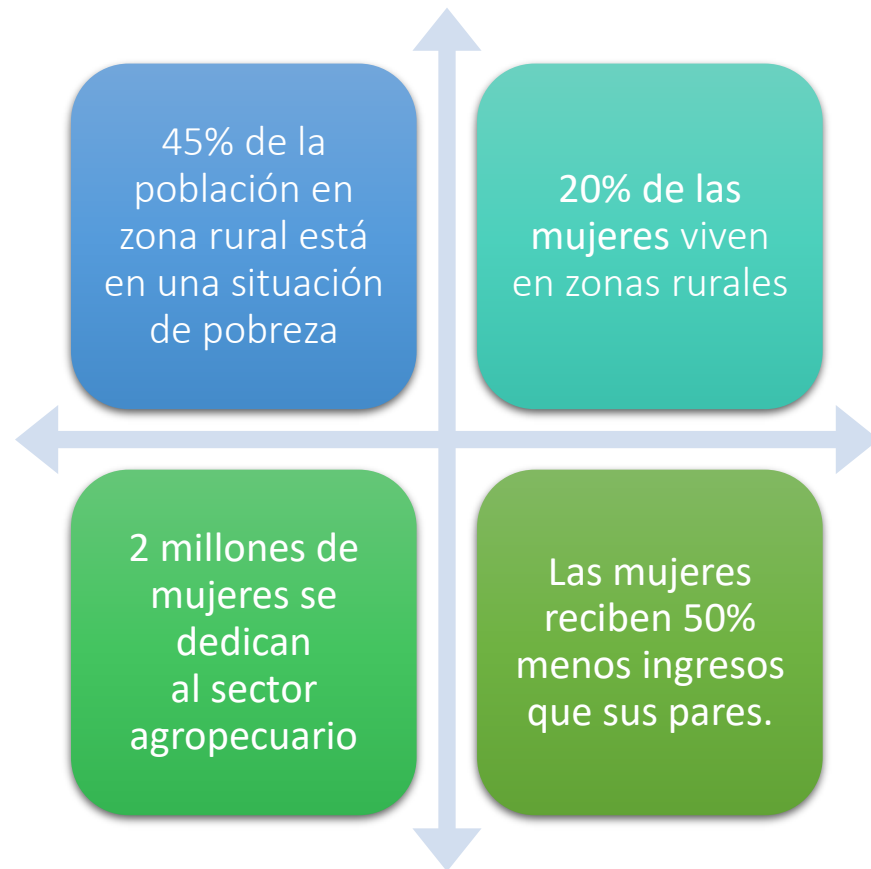 45% de la
población en
zona rural está
en una situación
de pobreza
20% de las
mujeres viven
en zonas rurales
2 millones de
mujeres se
dedican
al sector
agropecuario
Las mujeres
reciben 50%
menos ingresos
que sus pares.